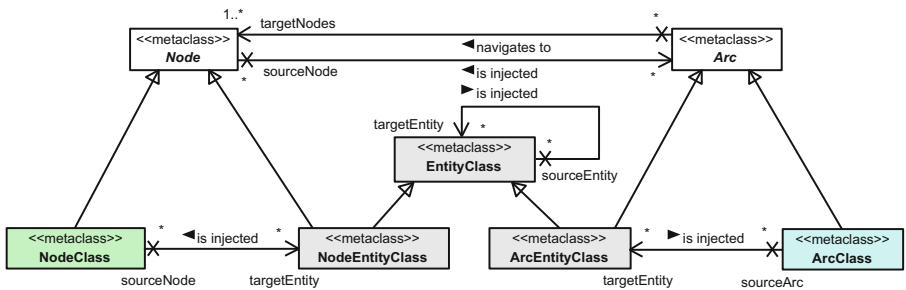 1..*
targetNodes
*
<<metaclass>>
Node
<<metaclass>>
Arc
◄ navigates to
*
sourceNode
◄ is injected
*
► is injected
targetEntity
*
<<metaclass>>
EntityClass
*
sourceEntity
<<metaclass>>
NodeClass
*
◄ is injected
*
<<metaclass>>
NodeEntityClass
<<metaclass>>
ArcEntityClass
*
► is injected
*
<<metaclass>>
ArcClass
sourceNode
targetEntity
targetEntity
sourceArc